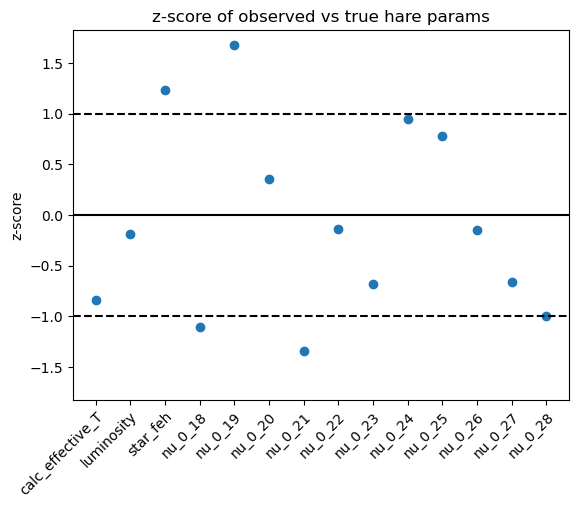 z-score of observed vs true hare params
z-score
1.5
1.0
0.5
0.0
−0.5
−1.0
−1.5
calc_effective_T
luminosity
star_feh
nu_0_18
nu_0_19
nu_0_20
nu_0_21
nu_0_22
nu_0_23
nu_0_24
nu_0_25
nu_0_26
nu_0_27
nu_0_28